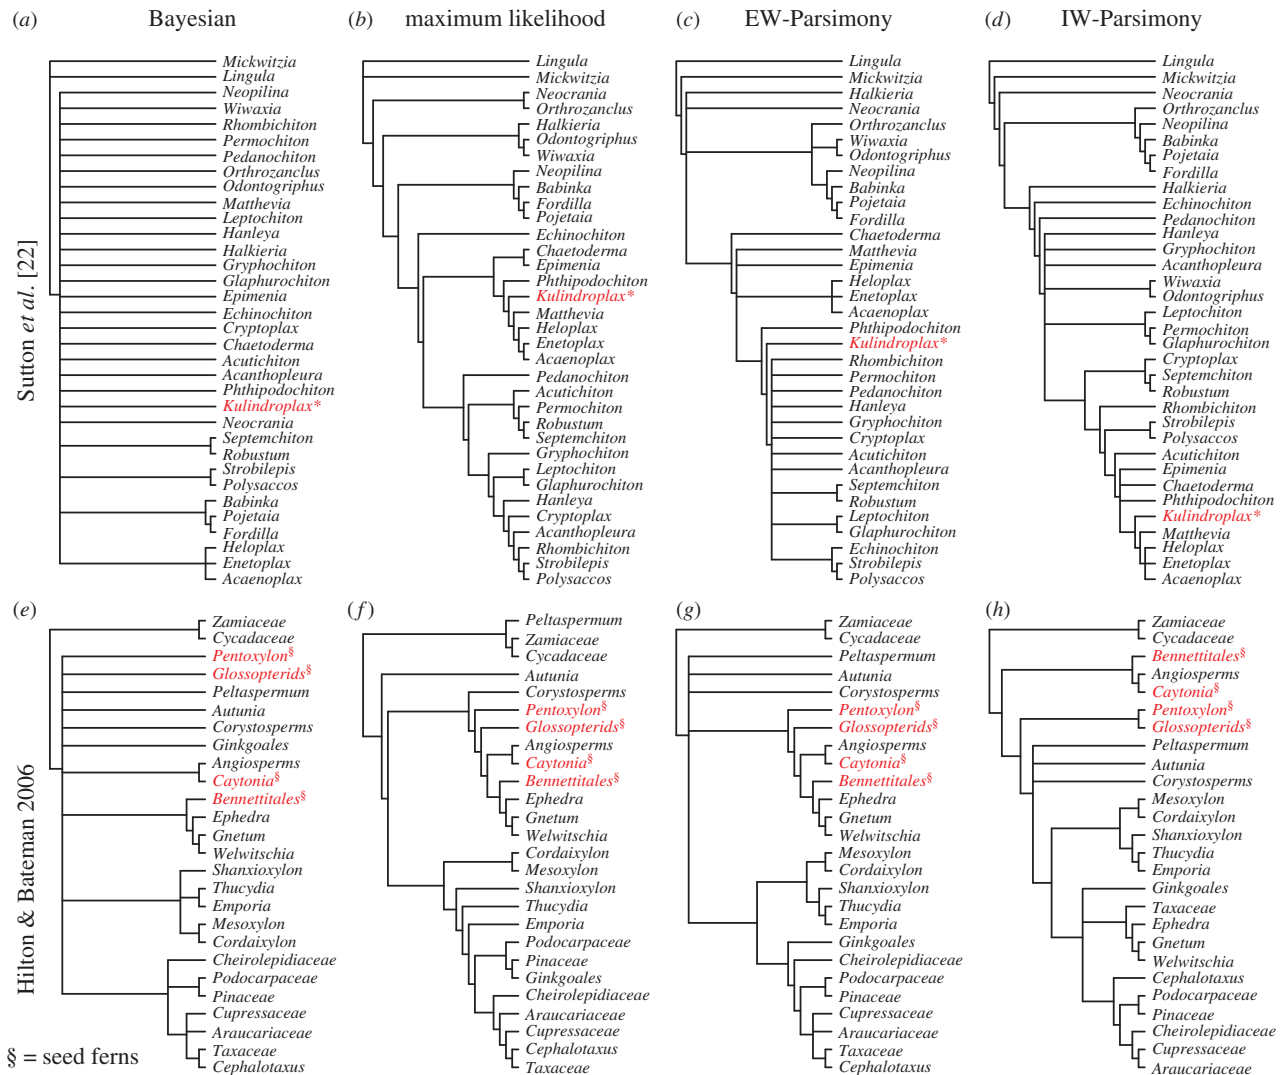 (a) Bayesian
Mickwitzia
Lingula
Neopilina
Wiwaxia
Rhombichiton
Permochiton
Pedanochiton
Orthrozanclus
Odontogriphus
Matthevia
Leptochiton
Hanleya
Halkieria
Gryphochiton
Glaphurochiton
Epimenia
Echinochiton
Cryptoplax
Chaetoderma
Acutichiton
Acanthopleura
Phthipodochiton
Kulindroplax*
Neocrania
Septemchiton
Robustum
Strobilepis
Polysaccos
Babinka
Pojetaia
Fordilla
Heloplax
Enetoplax
Acaenoplax
(b) maximum likelihood
Lingula
Mickwitzia
Neocrania
Orthrozanclus
Halkieria
Odontogriphus
Wiwaxia
Neopilina
Babinka
Fordilla
Pojetaia
Echinochiton
Chaetoderma
Epimenia
Phthipodochiton
Kulindroplax*
Matthevia
Heloplax
Enetoplax
Acaenoplax
Pedanochiton
Acutichiton
Permochiton
Robustum
Septemchiton
Gryphochiton
Leptochiton
Glaphurochiton
Hanleya
Cryptoplax
Acanthopleura
Rhombichiton
Strobilepis
Polysaccos
(c) EW-Parsimony
Lingula
Mickwitzia
Halkieria
Neocrania
Orthrozanclus
Wiwaxia
Odontogriphus
Neopilina
Babinka
Pojetaia
Fordilla
Chaetoderma
Matthevia
Epimenia
Heloplax
Enetoplax
Acaenoplax
Phthipodochiton
Kulindroplax*
Rhombichiton
Permochiton
Pedanochiton
Hanleya
Gryphochiton
Cryptoplax
Acutichiton
Acanthopleura
Septemchiton
Robustum
Leptochiton
Glaphurochiton
Echinochiton
Strobilepis
Polysaccos
(d) IW-Parsimony
Lingula
Mickwitzia
Neocrania
Orthrozanclus
Neopilina
Babinka
Pojetaia
Fordilla
Halkieria
Echinochiton
Pedanochiton
Hanleya
Gryphochiton
Acanthopleura
Wiwaxia
Odontogriphus
Leptochiton
Permochiton
Glaphurochiton
Cryptoplax
Septemchiton
Robustum
Rhombichiton
Strobilepis
Polysaccos
Acutichiton
Epimenia
Chaetoderma
Phthipodochiton
Kulindroplax*
Matthevia
Heloplax
Enetoplax
Acaenoplax
Sutton et al. [22]
(e)
Zamiaceae
Cycadaceae
Pentoxylon§
Glossopterids§
Peltaspermum
Autunia
Corystosperms
Ginkgoales
Angiosperms
Caytonia§
Bennettitales§
Ephedra
Gnetum
Welwitschia
Shanxioxylon
Thucydia
Emporia
Mesoxylon
Cordaixylon
Cheirolepidiaceae
Podocarpaceae
Pinaceae
Cupressaceae
Araucariaceae
Taxaceae
Cephalotaxus
(f)
Peltaspermum
Zamiaceae
Cycadaceae
Autunia
Corystosperms
Pentoxylon§
Glossopterids§
Angiosperms
Caytonia§
Bennettitales§
Ephedra
Gnetum
Welwitschia
Cordaixylon
Mesoxylon
Shanxioxylon
Thucydia
Emporia
Podocarpaceae
Pinaceae
Ginkgoales
Cheirolepidiaceae
Araucariaceae
Cupressaceae
Cephalotaxus
Taxaceae
(g)
Zamiaceae
Cycadaceae
Peltaspermum
Autunia
Corystosperms
Pentoxylon§
Glossopterids§
Angiosperms
Caytonia§
Bennettitales§
Ephedra
Gnetum
Welwitschia
Mesoxylon
Cordaixylon
Shanxioxylon
Thucydia
Emporia
Ginkgoales
Cheirolepidiaceae
Podocarpaceae
Pinaceae
Cupressaceae
Araucariaceae
Taxaceae
Cephalotaxus
(h)
Zamiaceae
Cycadaceae
Bennettitales§
Angiosperms
Caytonia§
Pentoxylon§
Glossopterids§
Peltaspermum
Autunia
Corystosperms
Mesoxylon
Cordaixylon
Shanxioxylon
Thucydia
Emporia
Ginkgoales
Taxaceae
Ephedra
Gnetum
Welwitschia
Cephalotaxus
Podocarpaceae
Pinaceae
Cheirolepidiaceae
Cupressaceae
Araucariaceae
Hilton & Bateman 2006
§ = seed ferns